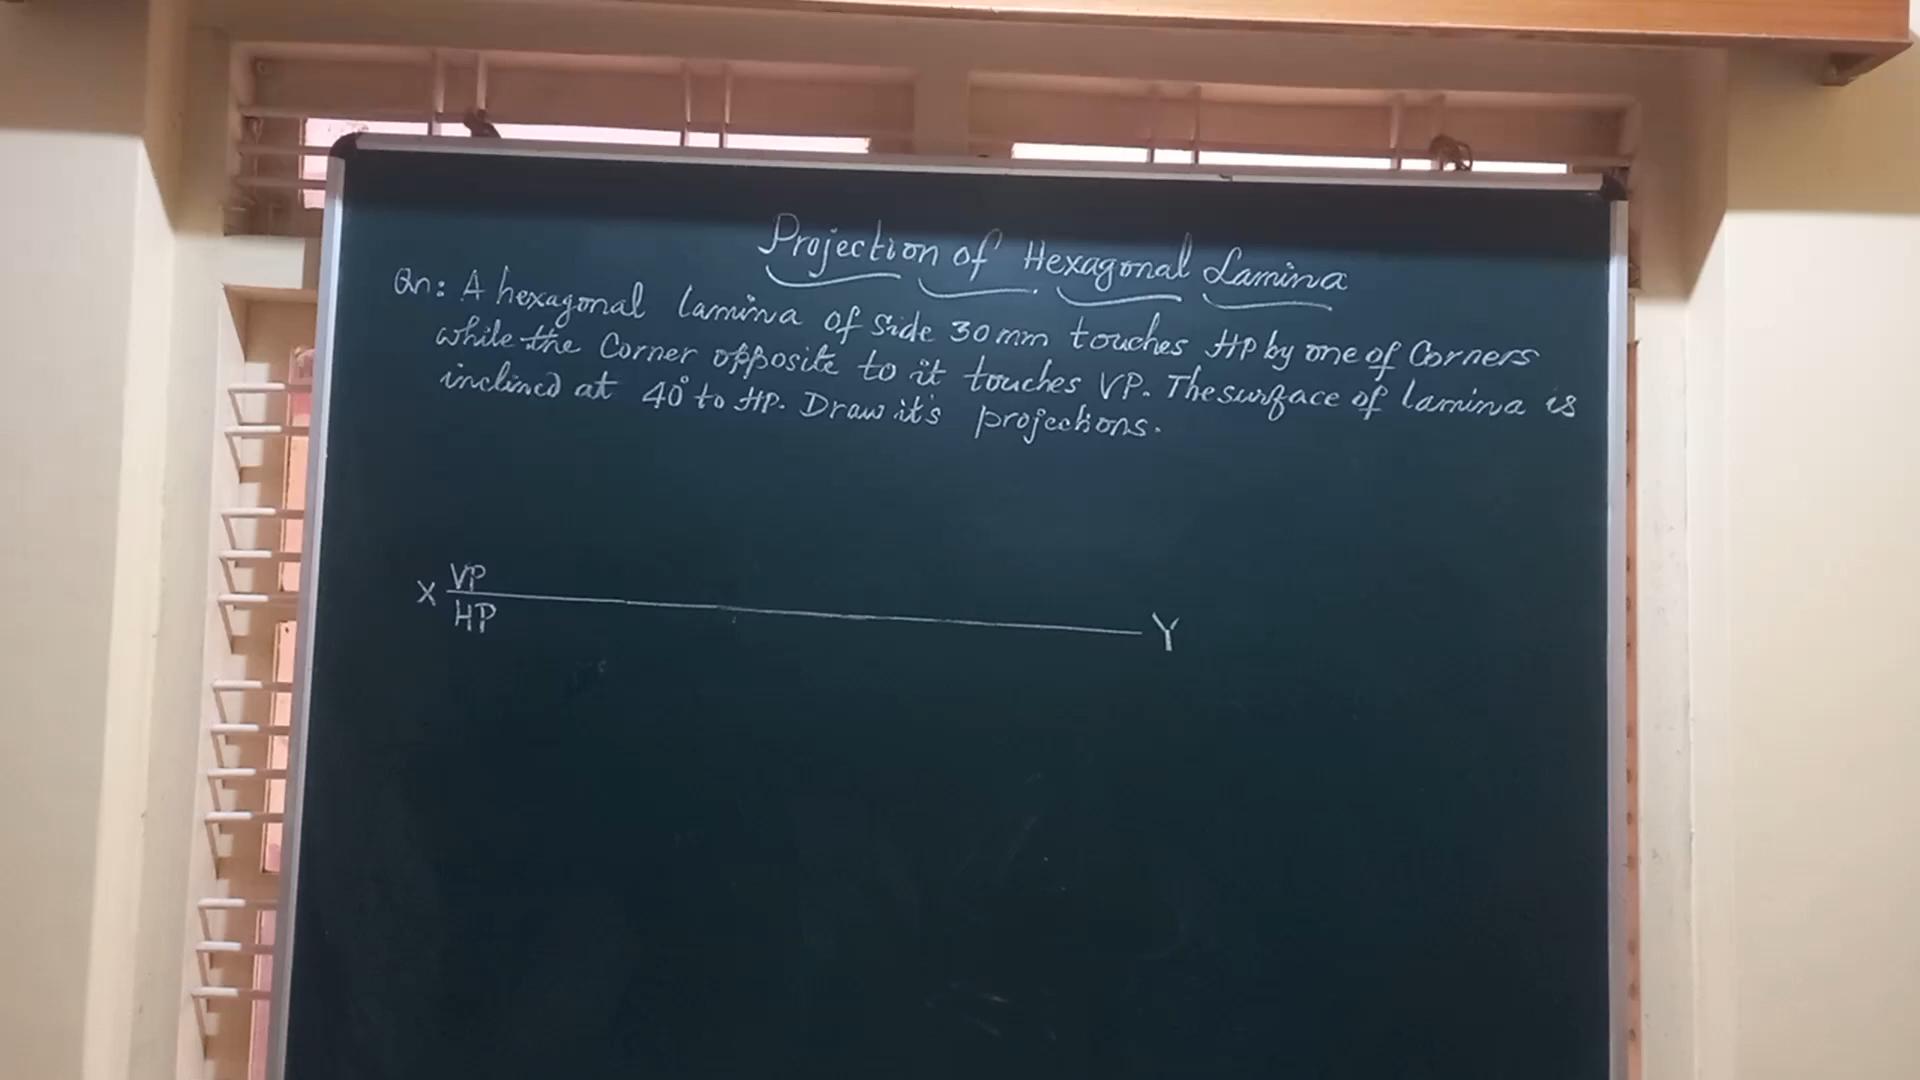 Projection of Hexagonal Lamina
Qn: A hexagonal lamina of side 30mm touches HP by one of Corners
while the Corner opposite to it touches VP. The surface of lamina is
inclined at 40° to HP. Draw it's projections.
VP
X Y
HP